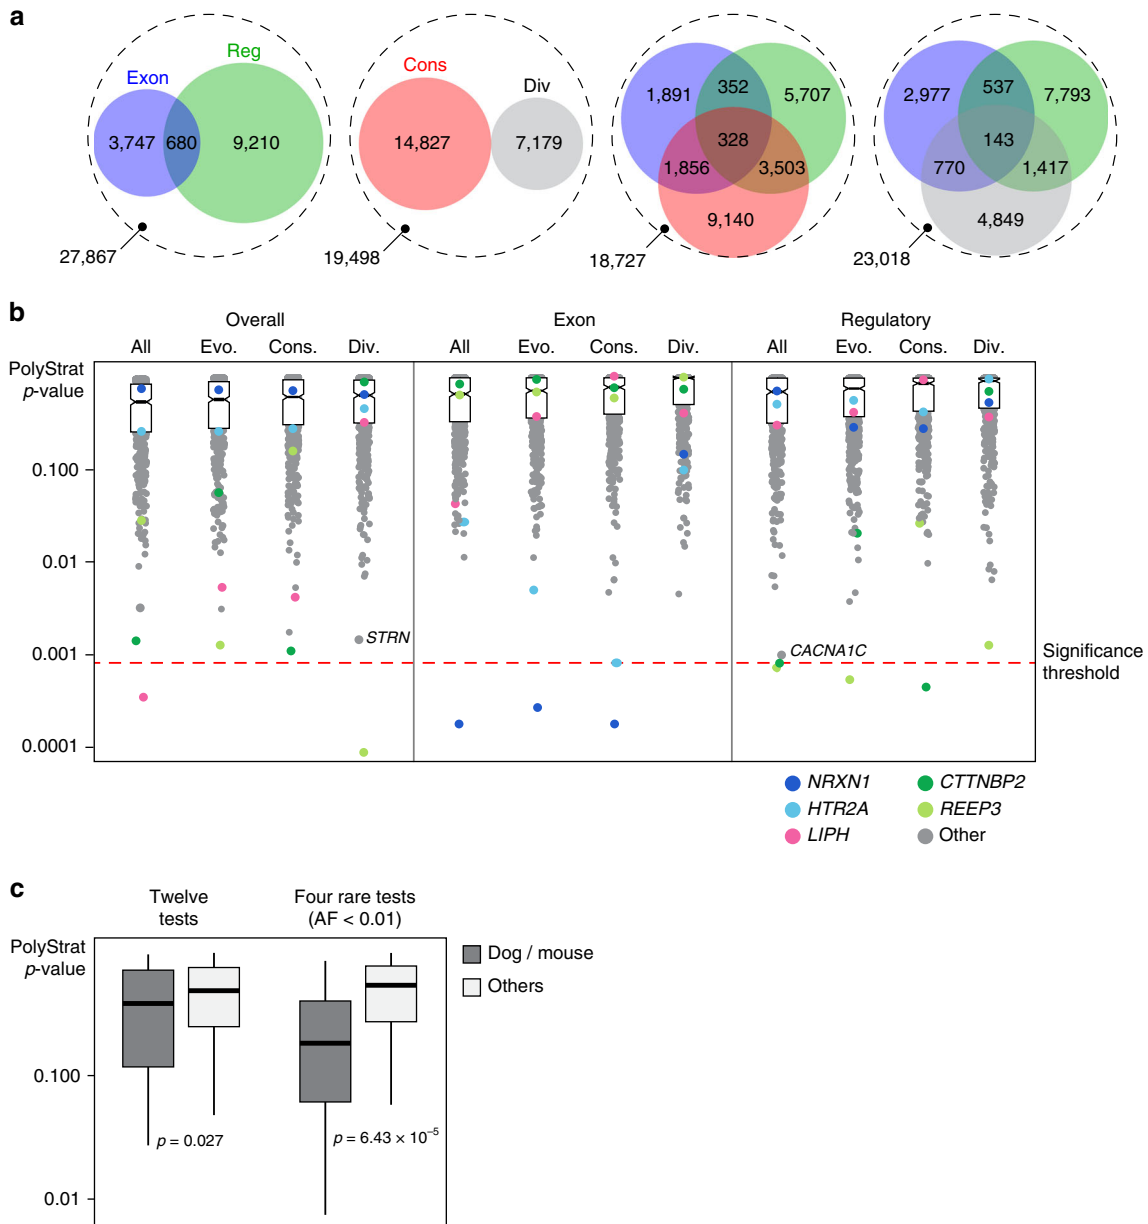 a
Exon
Reg
3,747
680
9,210
27,867
Cons
Div
14,827
7,179
19,498
1,891
352
5,707
328
1,856
3,503
9,140
18,727
2,977
537
7,793
143
770
1,417
4,849
23,018
b
Overall
Exon
Regulatory
All
Evo.
Cons.
Div.
All
Evo.
Cons.
Div.
All
Evo.
Cons.
Div.
PolyStrat
p-value
0.100
0.01
0.001
0.0001
STRN
CACNA1C
Significance
threshold
NRXN1
CTTNBP2
HTR2A
REEP3
LIPH
Other
c
Twelve
tests
Four rare tests
(AF < 0.01)
PolyStrat
p-value
Dog / mouse
Others
0.100
0.01
p = 0.027
p = 6.43 × 10⁻⁵